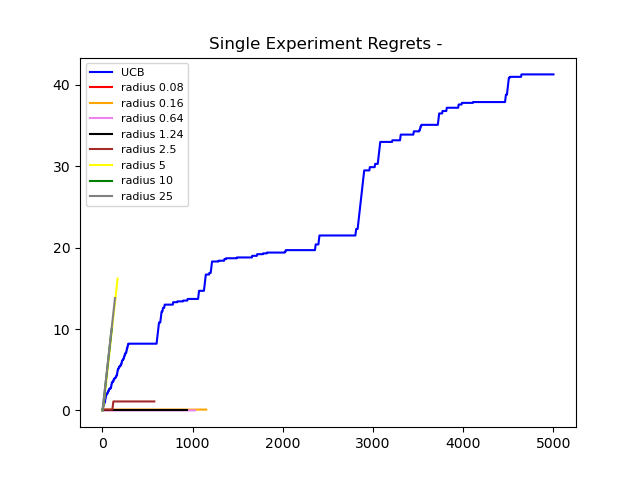 Single Experiment Regrets -
UCB
radius 0.08
radius 0.16
radius 0.64
radius 1.24
radius 2.5
radius 5
radius 10
radius 25
40
30
20
10
0
0 1000 2000 3000 4000 5000